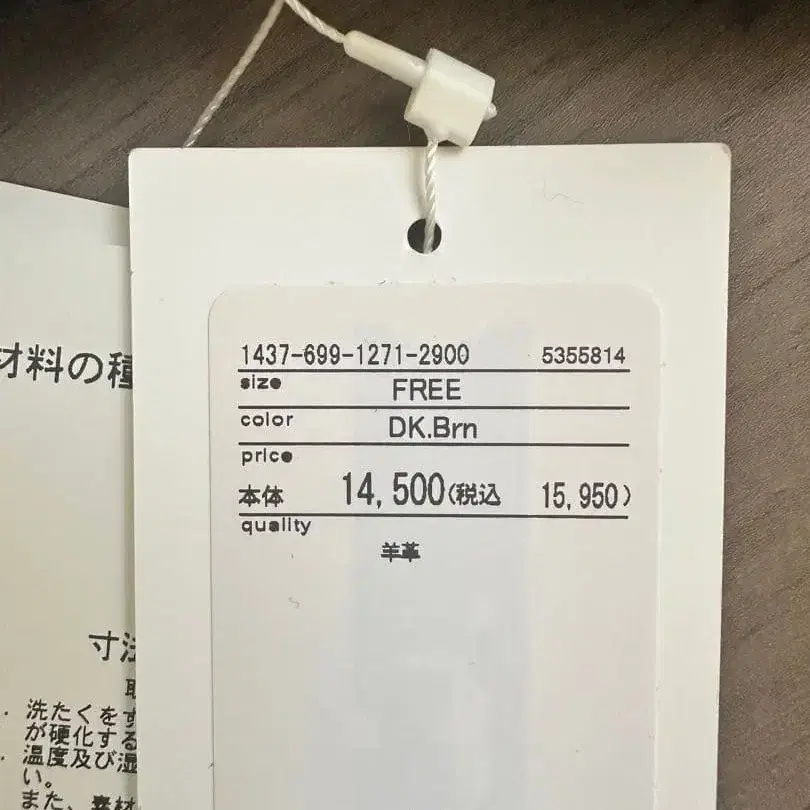 1437-699-1271-2900 5355814
size FREE
color DK.Brn
price
本体 14,500(税込 15,950)
quality
羊革
材料の種
寸法
取
・洗たくをす
が硬化する
・温度及び湿
い。
また、素材